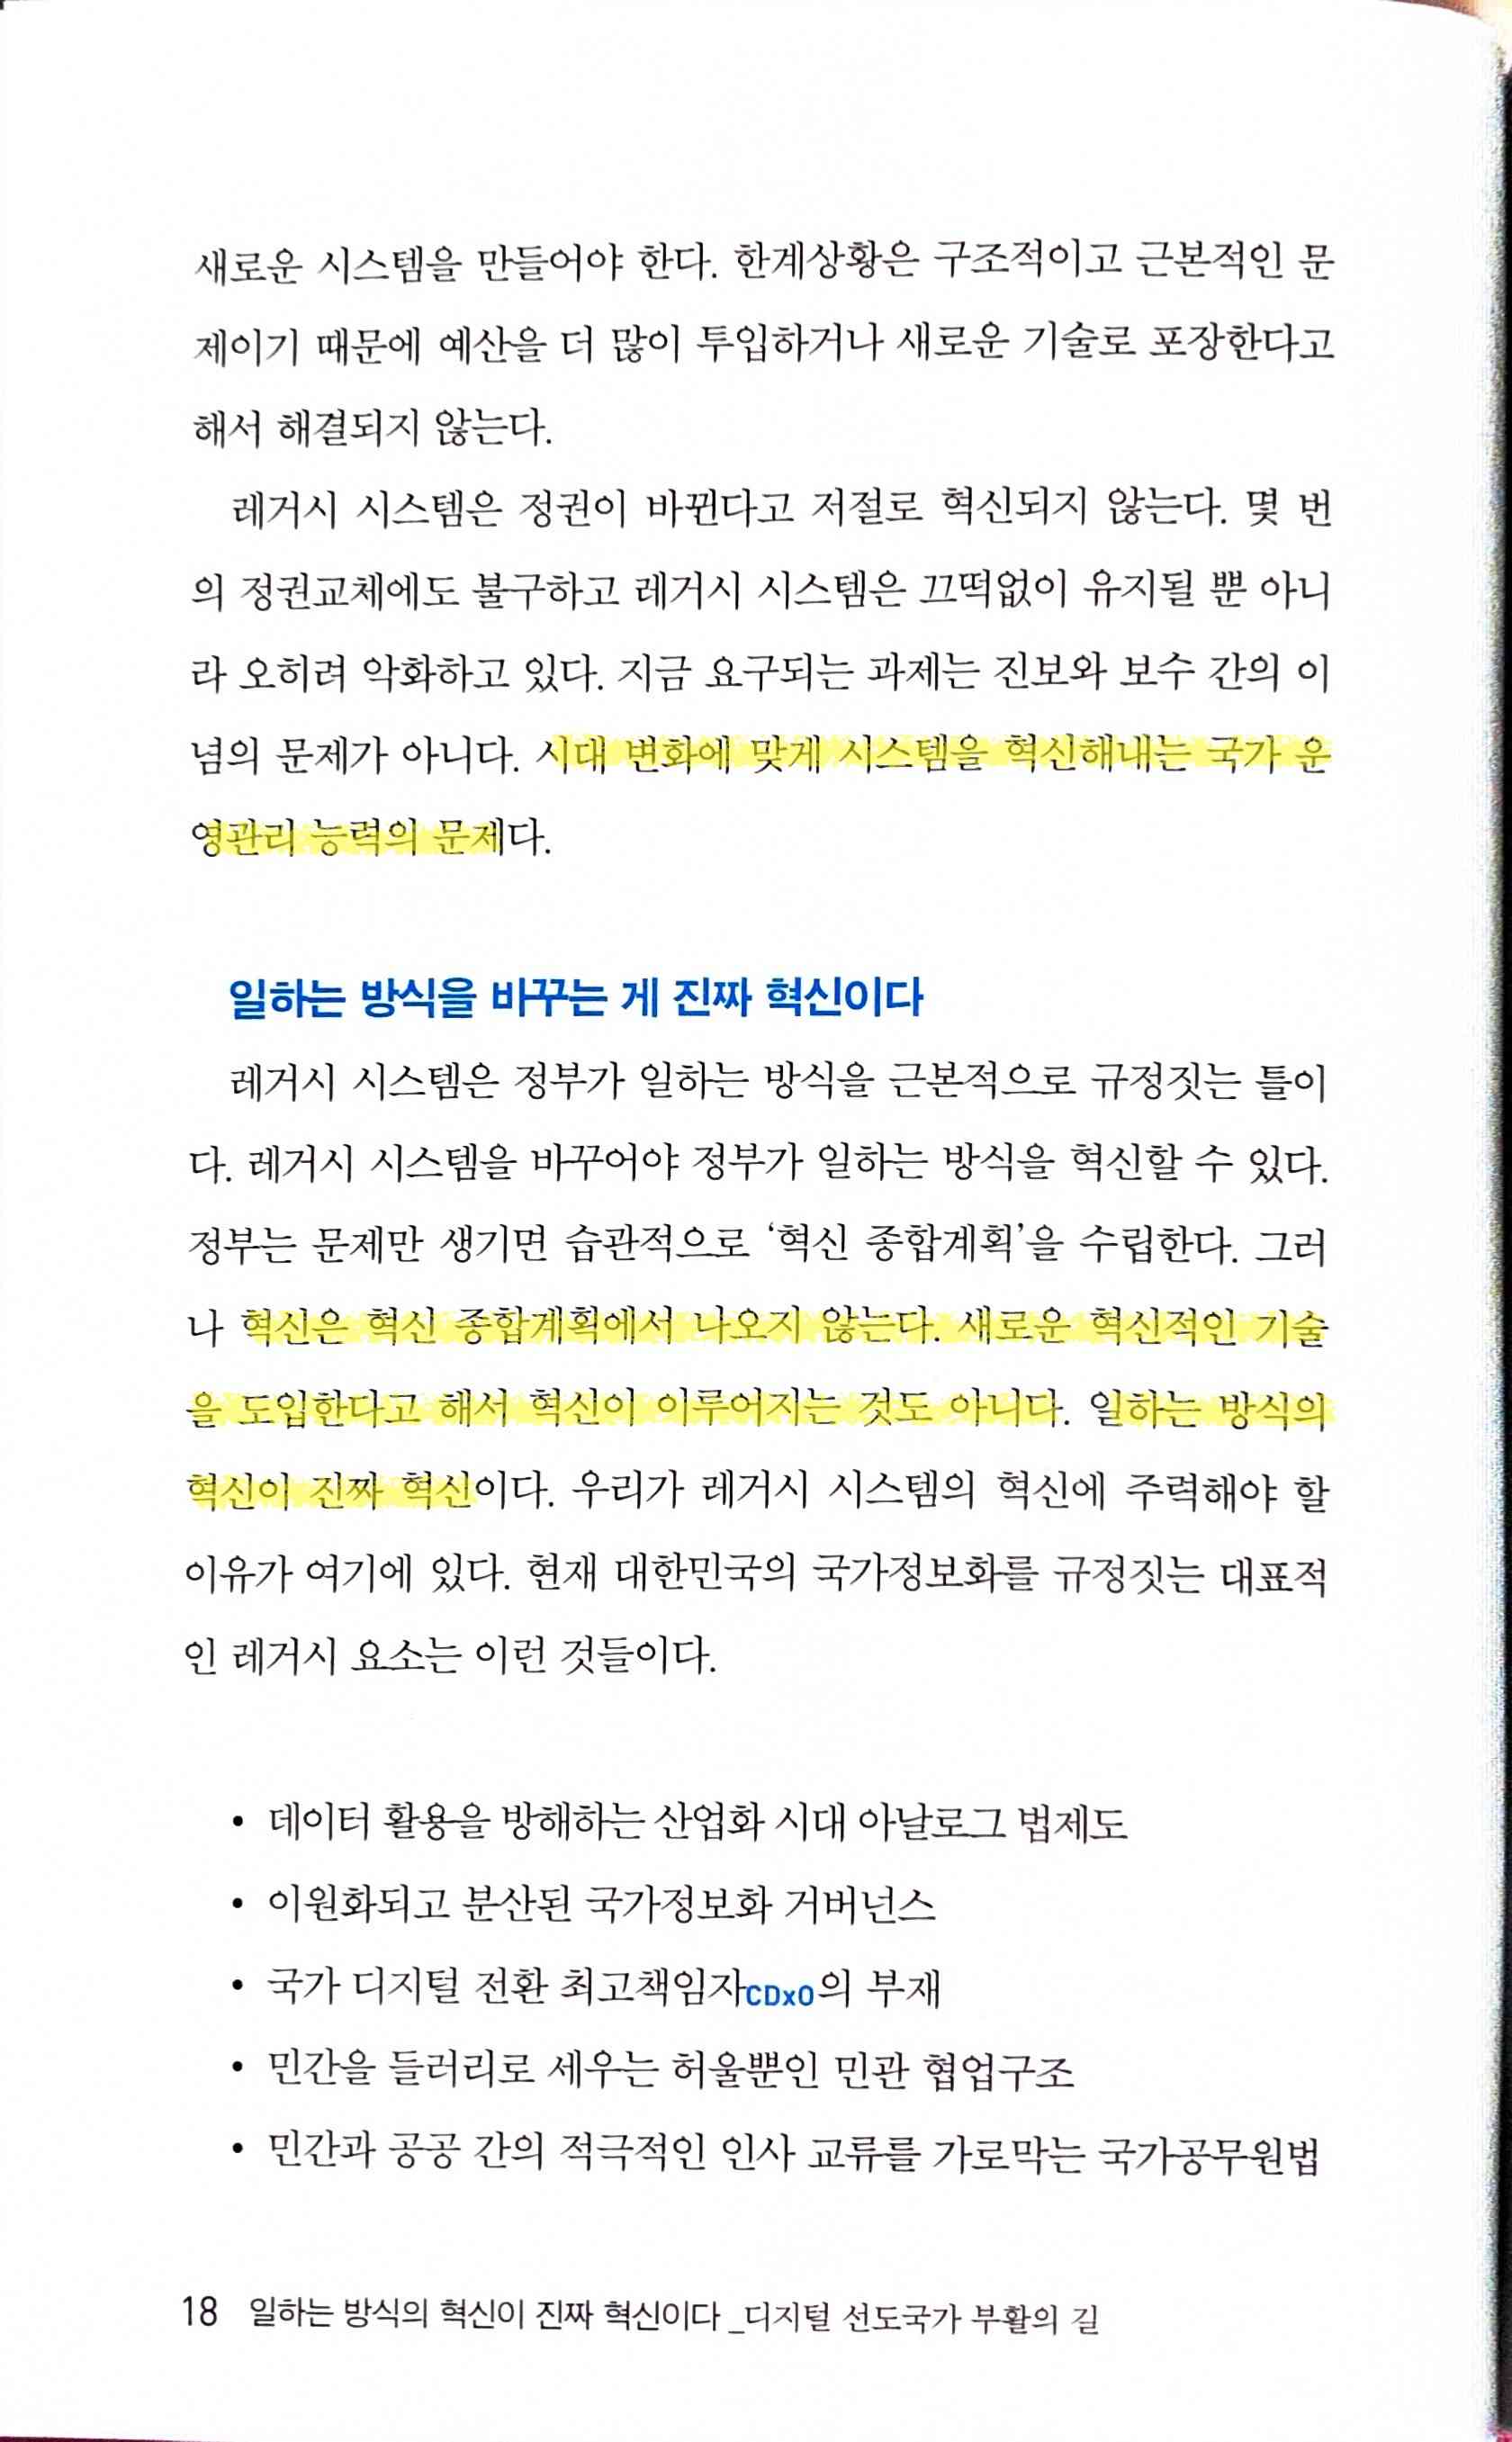 새로운 시스템을 만들어야 한다. 한계상황은 구조적이고 근본적인 문
제이기 때문에 예산을 더 많이 투입하거나 새로운 기술로 포장한다고
해서 해결되지 않는다.
레거시 시스템은 정권이 바뀐다고 저절로 혁신되지 않는다. 몇 번
의 정권교체에도 불구하고 레거시 시스템은 끄떡없이 유지될 뿐 아니
라 오히려 악화하고 있다. 지금 요구되는 과제는 진보와 보수 간의 이
념의 문제가 아니다. 시대 변화에 맞게 시스템을 혁신해내는 국가 운
영관리 능력의 문제다.
일하는 방식을 바꾸는 게 진짜 혁신이다
레거시 시스템은 정부가 일하는 방식을 근본적으로 규정짓는 틀이
다. 레거시 시스템을 바꾸어야 정부가 일하는 방식을 혁신할 수 있다.
정부는 문제만 생기면 습관적으로 ‘혁신 종합계획’을 수립한다. 그러
나 혁신은 혁신 종합계획에서 나오지 않는다. 새로운 혁신적인 기술
을 도입한다고 해서 혁신이 이루어지는 것도 아니다. 일하는 방식의
혁신이 진짜 혁신이다. 우리가 레거시 시스템의 혁신에 주력해야 할
이유가 여기에 있다. 현재 대한민국의 국가정보화를 규정짓는 대표적
인 레거시 요소는 이런 것들이다.
• 데이터 활용을 방해하는 산업화 시대 아날로그 법제도
• 이원화되고 분산된 국가정보화 거버넌스
• 국가 디지털 전환 최고책임자CDxO의 부재
• 민간을 들러리로 세우는 허울뿐인 민관 협업구조
• 민간과 공공 간의 적극적인 인사 교류를 가로막는 국가공무원법
18 일하는 방식의 혁신이 진짜 혁신이다 _디지털 선도국가 부활의 길